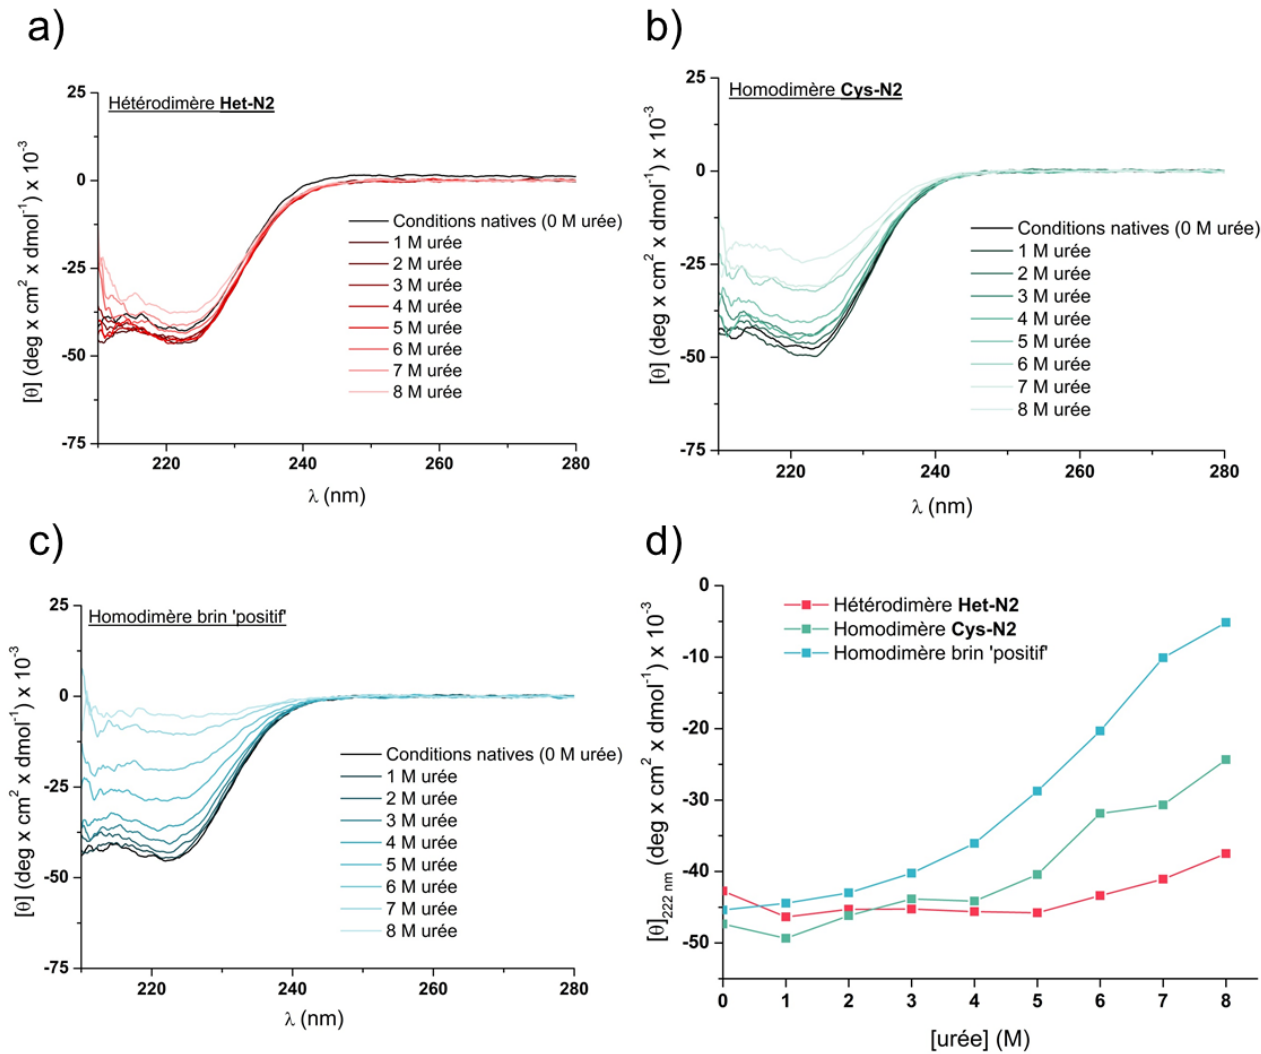 a)
Hétérodimère Het-N2
[θ] (deg x cm² x dmol⁻¹) x 10⁻³
25
0
-25
-50
-75
220
240
260
280
λ (nm)
Conditions natives (0 M urée)
1 M urée
2 M urée
3 M urée
4 M urée
5 M urée
6 M urée
7 M urée
8 M urée
b)
Homodimère Cys-N2
[θ] (deg x cm² x dmol⁻¹) x 10⁻³
25
0
-25
-50
-75
220
240
260
280
λ (nm)
Conditions natives (0 M urée)
1 M urée
2 M urée
3 M urée
4 M urée
5 M urée
6 M urée
7 M urée
8 M urée
c)
Homodimère brin 'positif'
[θ] (deg x cm² x dmol⁻¹) x 10⁻³
25
0
-25
-50
-75
220
240
260
280
λ (nm)
Conditions natives (0 M urée)
1 M urée
2 M urée
3 M urée
4 M urée
5 M urée
6 M urée
7 M urée
8 M urée
d)
[θ]222 nm (deg x cm² x dmol⁻¹) x 10⁻³
0
-10
-20
-30
-40
-50
Hétérodimère Het-N2
Homodimère Cys-N2
Homodimère brin 'positif'
0
1
2
3
4
5
6
7
8
[urée] (M)